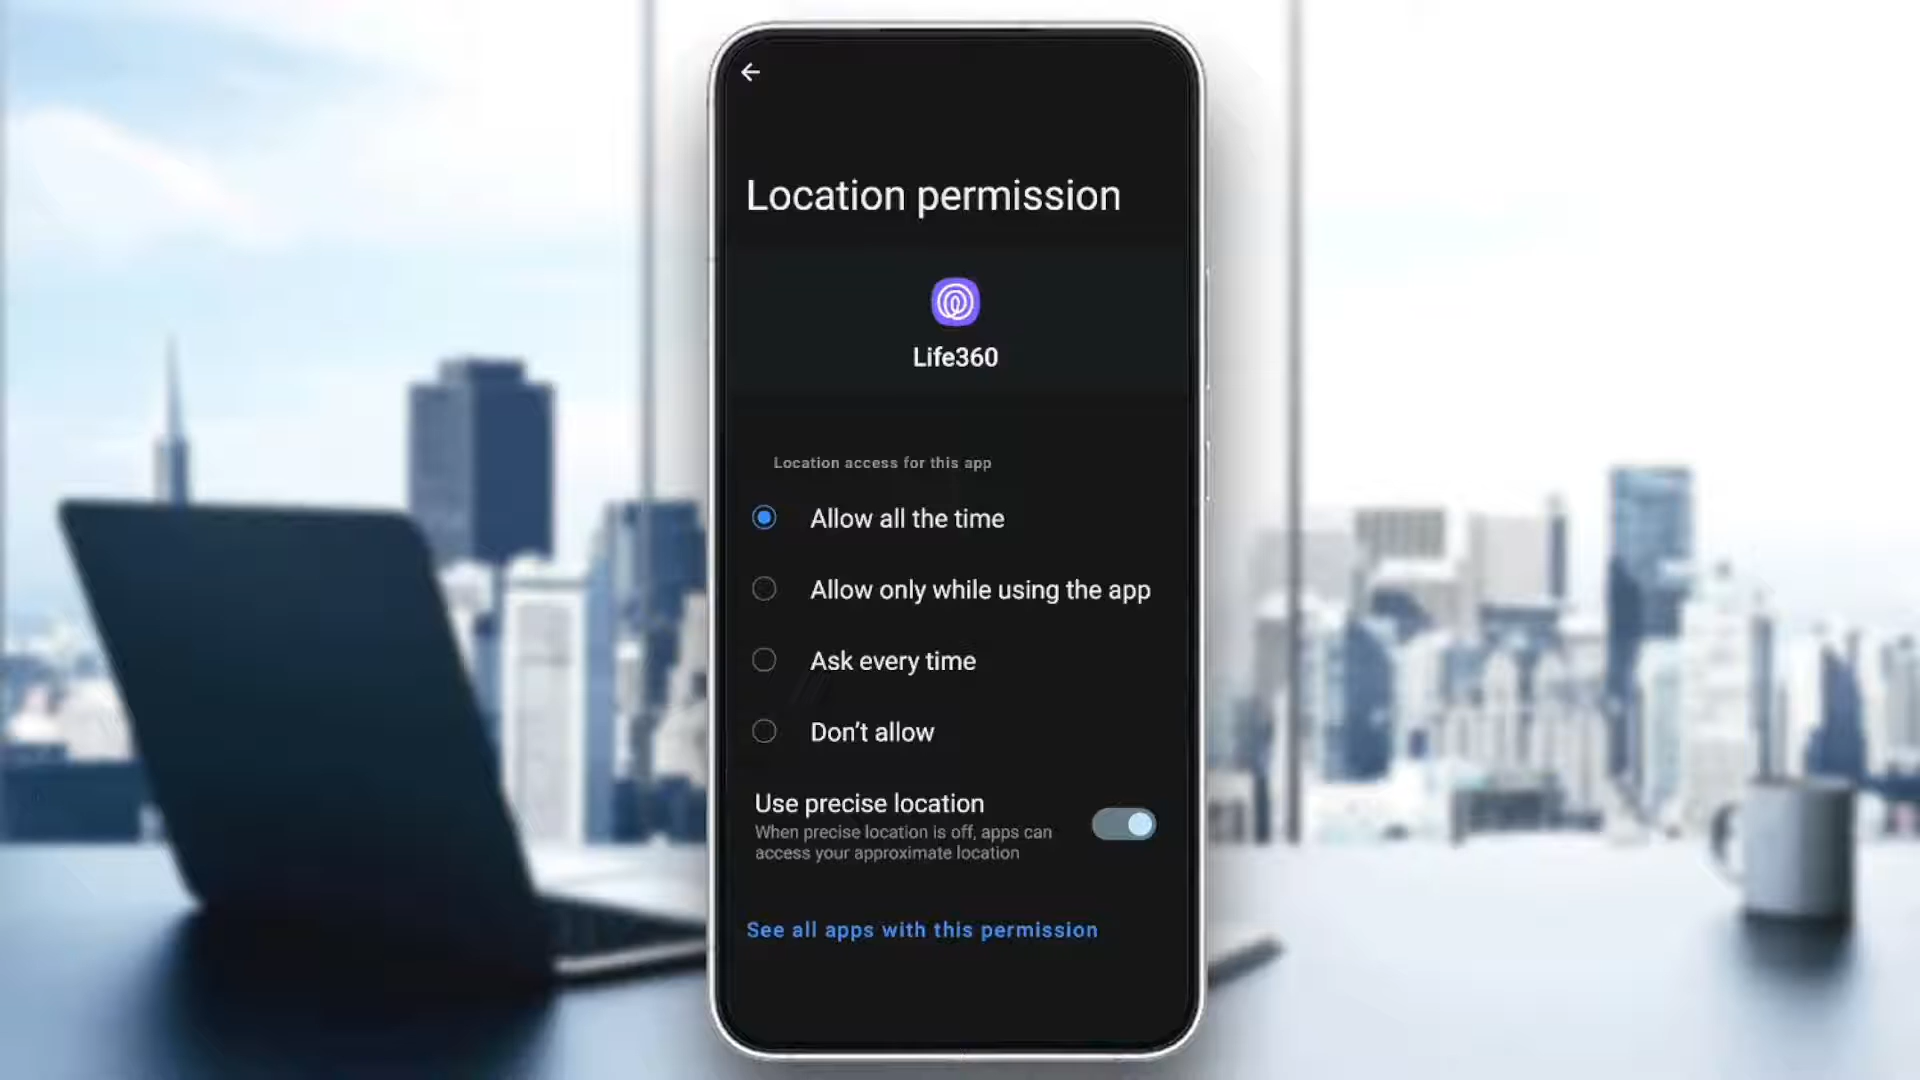 Location permission
Life360
Location access for this app
Allow all the time
Allow only while using the app
Ask every time
Don’t allow
Use precise location
When precise location is off, apps can
access your approximate location
See all apps with this permission